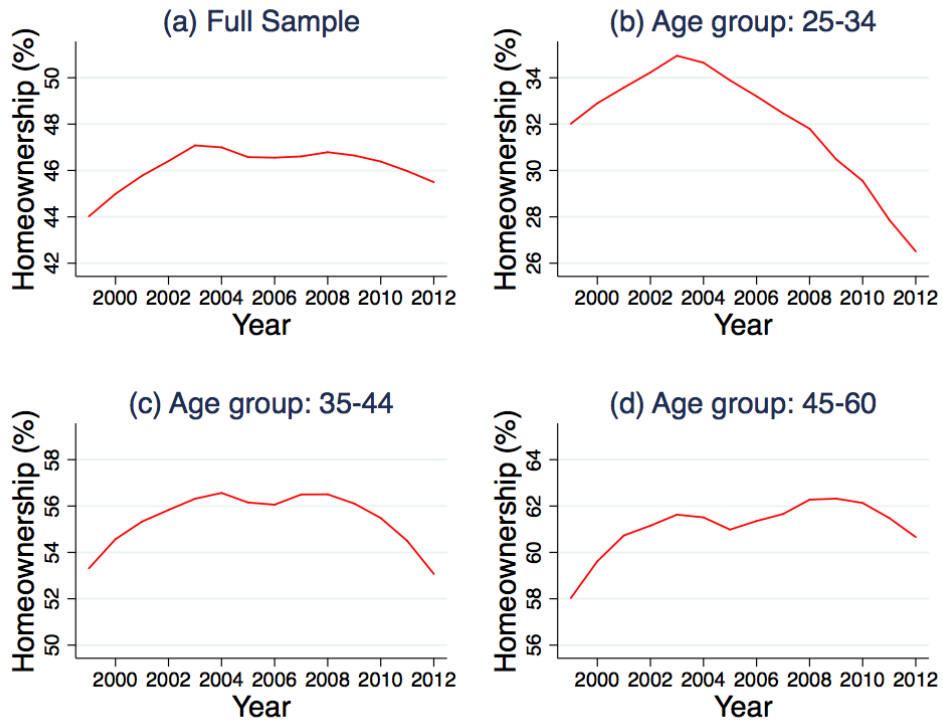 (a) Full Sample
Homeownership (%)
50
48
46
44
42
2000 2002 2004 2006 2008 2010 2012
Year
(b) Age group: 25-34
Homeownership (%)
34
32
30
28
26
2000 2002 2004 2006 2008 2010 2012
Year
(c) Age group: 35-44
Homeownership (%)
58
56
54
52
50
2000 2002 2004 2006 2008 2010 2012
Year
(d) Age group: 45-60
Homeownership (%)
64
62
60
58
56
2000 2002 2004 2006 2008 2010 2012
Year